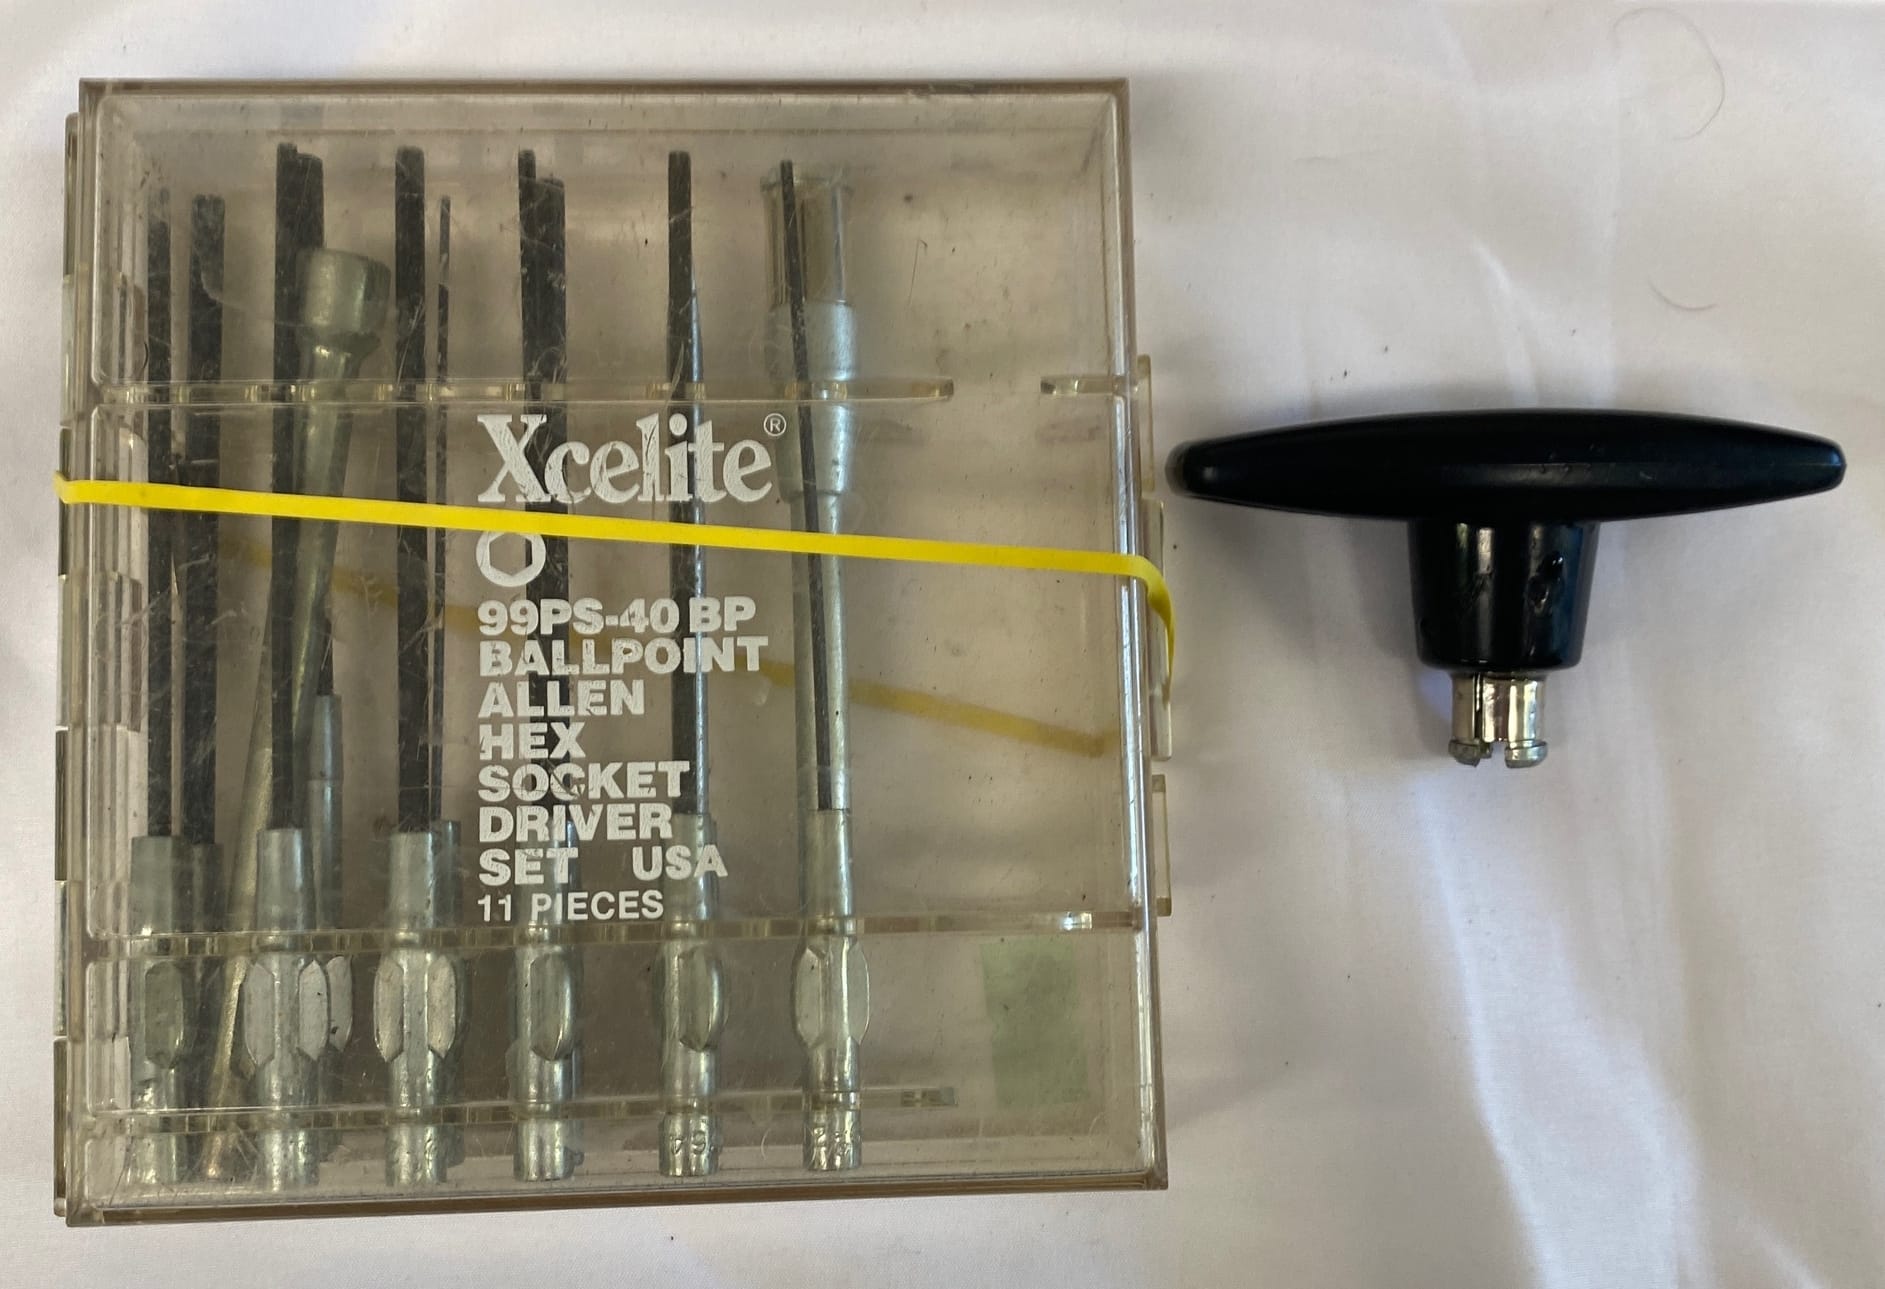 Xcelite®
99PS-40 BP
BALLPOINT
ALLEN
HEX
SOCKET
DRIVER
SET USA
11 PIECES